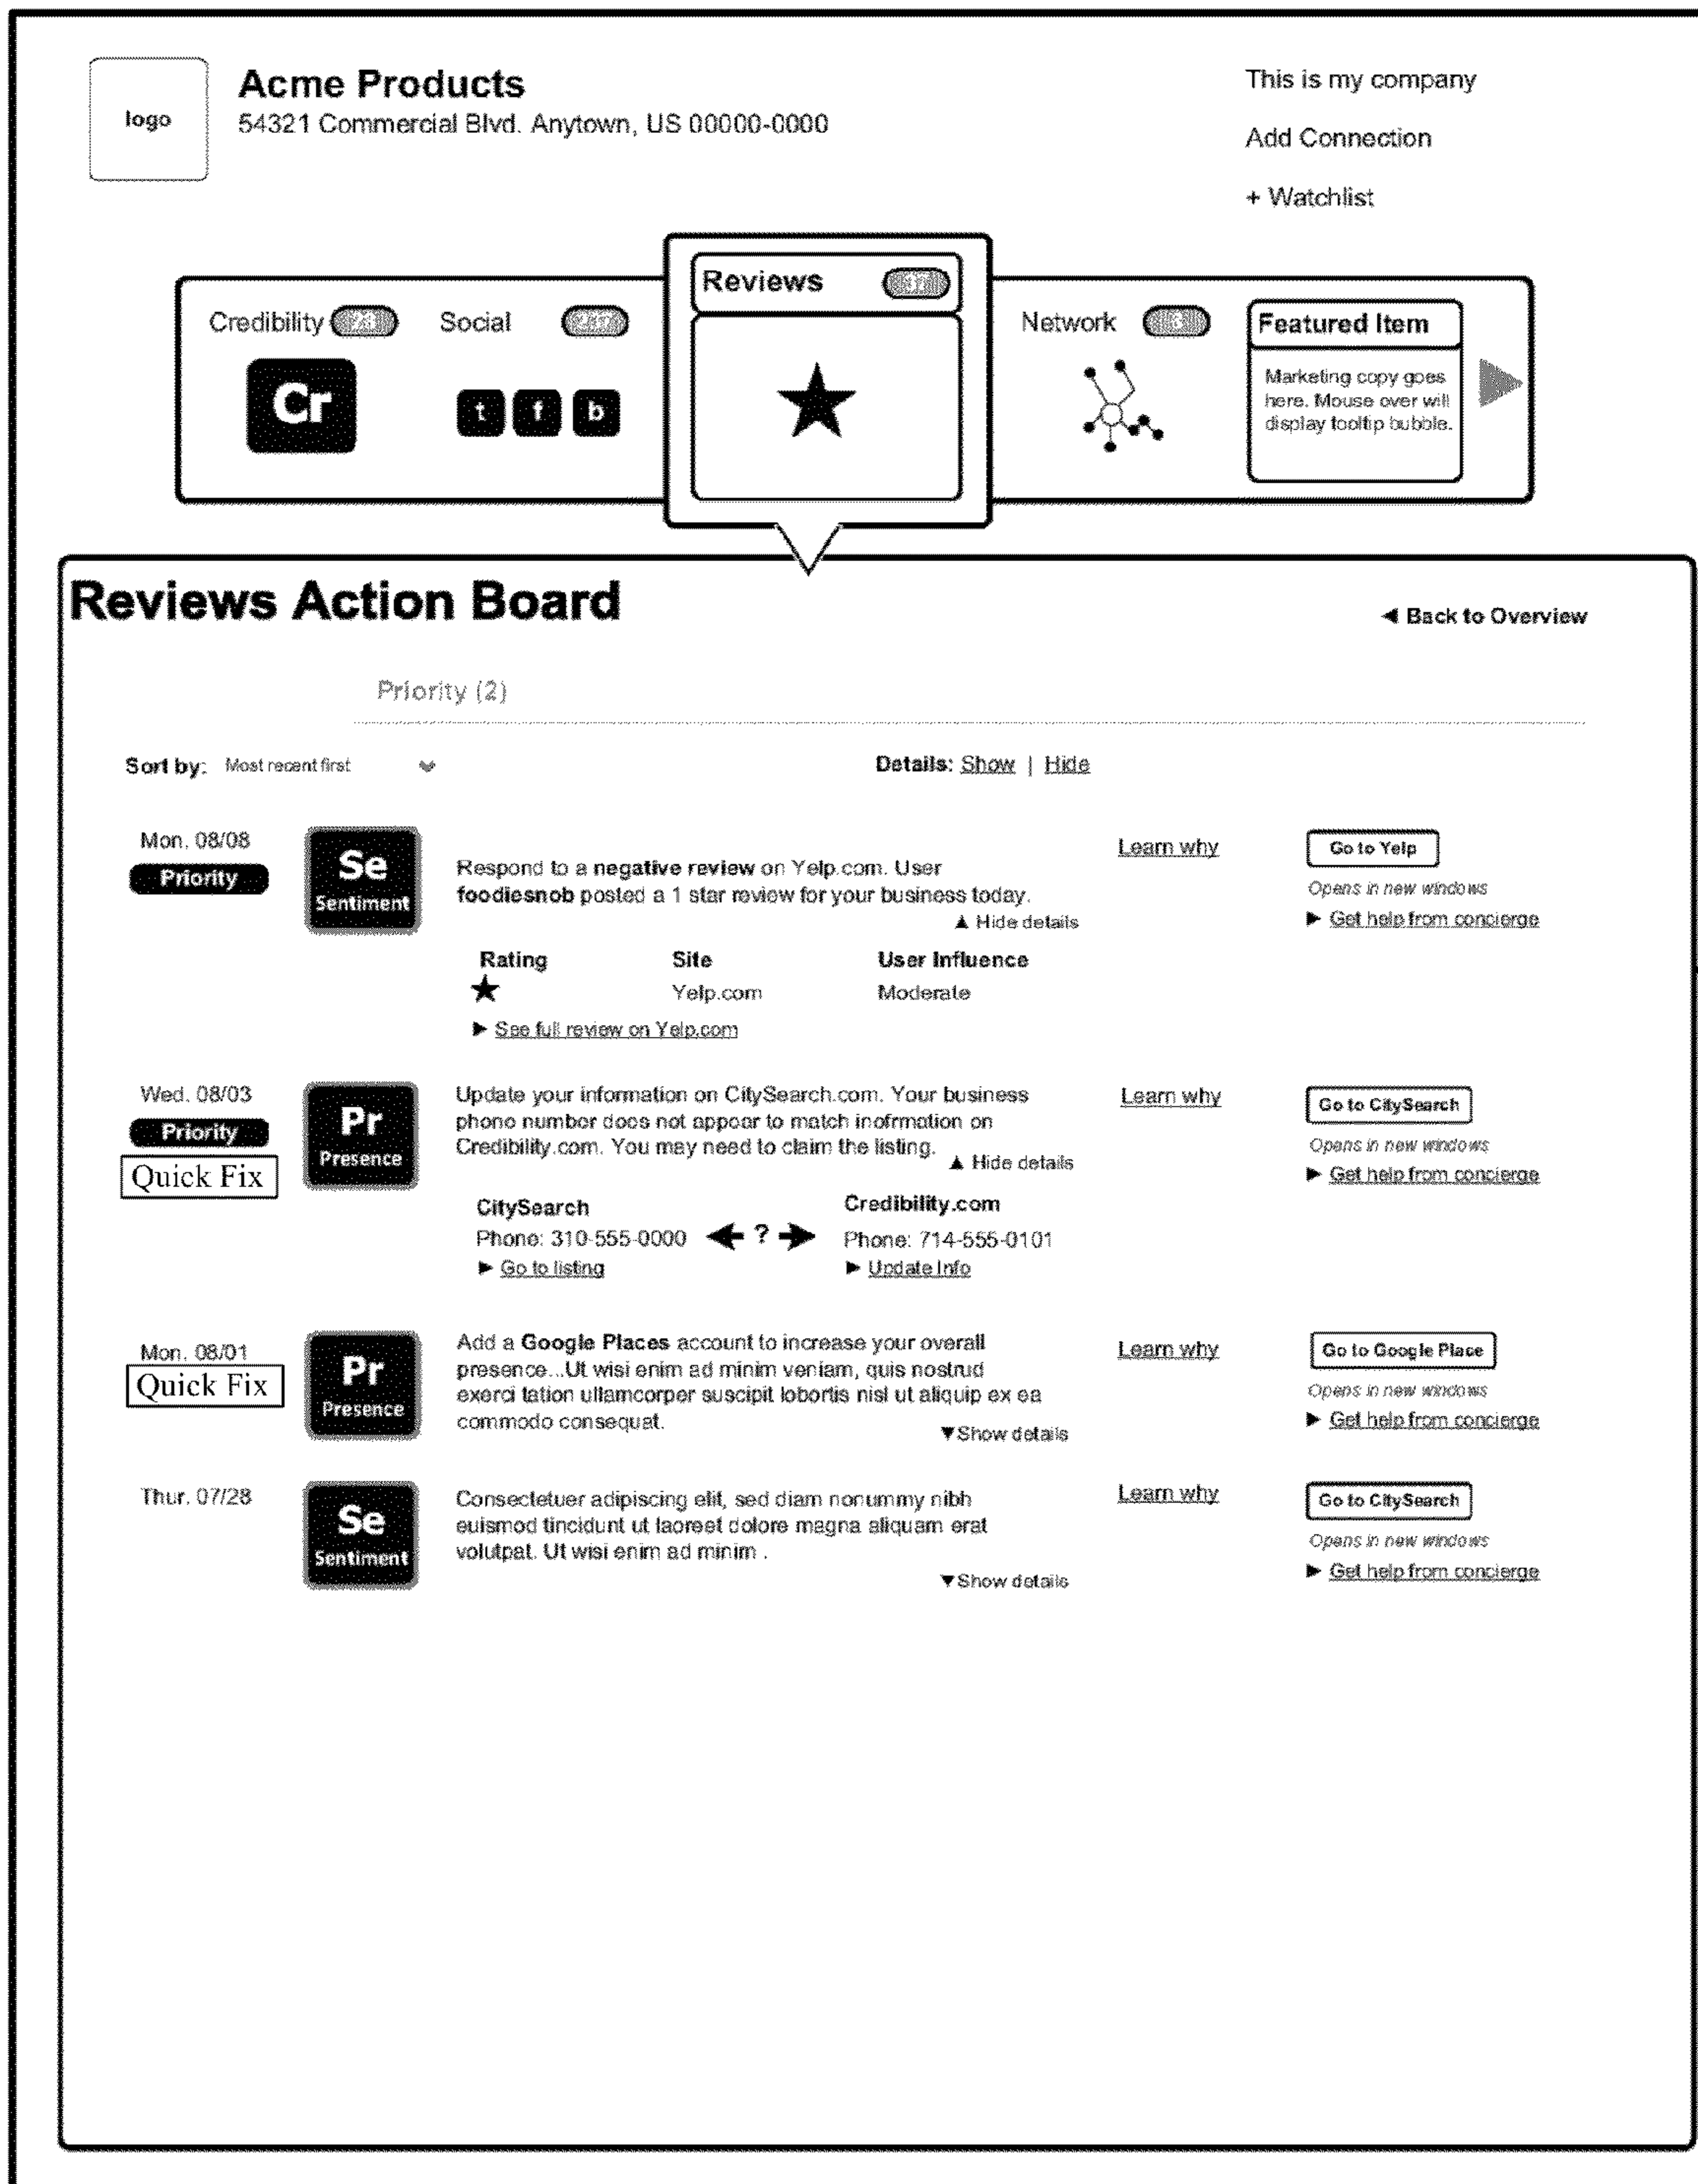 logo
Acme Products
54321 Commercial Blvd. Anytown, US 00000-0000
This is my company
Add Connection
+ Watchlist
Credibility
Social
Reviews
Network
Featured Item
Cr
t f b
Marketing copy goes
here. Mouse over will
display tooltip bubble.
Reviews Action Board
◀ Back to Overview
Priority (2)
Sort by: Most recent first
Details: Show | Hide
Mon. 08/08
Priority
Se
Sentiment
Respond to a negative review on Yelp.com. User
foodiesnob posted a 1 star review for your business today.
▲ Hide details
Learn why
Go to Yelp
Opens in new windows
▶ Get help from concierge
Rating Site User Influence
★ Yelp.com Moderate
▶ See full review on Yelp.com
Wed. 08/03
Priority
Quick Fix
Pr
Presence
Update your information on CitySearch.com. Your business
phone number does not appear to match inofrmation on
Credibility.com. You may need to claim the listing.
▲ Hide details
Learn why
Go to CitySearch
Opens in new windows
▶ Get help from concierge
CitySearch
Phone: 310-555-0000
▶ Go to listing
?
Credibility.com
Phone: 714-555-0101
▶ Update Info
Mon. 08/01
Quick Fix
Pr
Presence
Add a Google Places account to increase your overall
presence...Ut wisi enim ad minim veniam, quis nostrud
exerci tation ullamcorper suscipit lobortis nisl ut aliquip ex ea
commodo consequat.
▼Show details
Learn why
Go to Google Place
Opens in new windows
▶ Get help from concierge
Thur. 07/28
Se
Sentiment
Consectetuer adipiscing elit, sed diam nonummy nibh
euismod tincidunt ut laoreet dolore magna aliquam erat
volutpat. Ut wisi enim ad minim .
▼Show details
Learn why
Go to CitySearch
Opens in new windows
▶ Get help from concierge